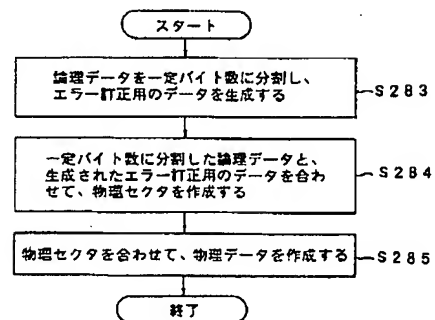 スタート
論理データを一定バイト数に分割し、
エラー訂正用のデータを生成する
S283
一定バイト数に分割した論理データと、
生成されたエラー訂正用のデータを合わ
せて、物理セクタを作成する
S284
物理セクタを合わせて、物理データを作成する
S285
終了